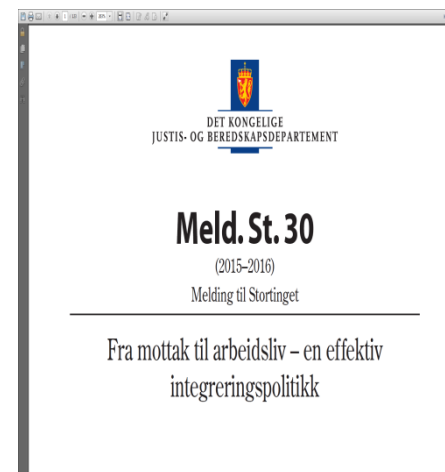 DET KONGELIGE
JUSTIS- OG BEREDSKAPSDEPARTEMENT
Meld. St. 30
(2015–2016)
Melding til Stortinget
Fra mottak til arbeidsliv – en effektiv
integreringspolitikk